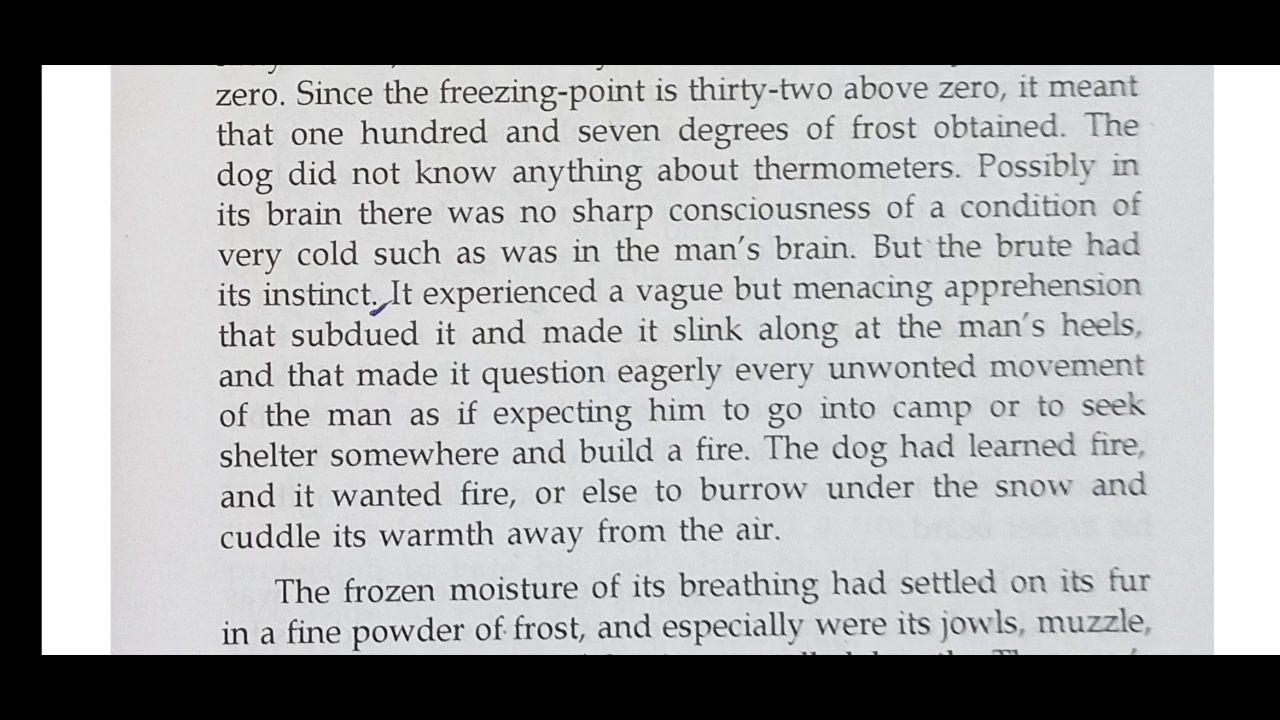 zero. Since the freezing-point is thirty-two above zero, it meant
that one hundred and seven degrees of frost obtained. The
dog did not know anything about thermometers. Possibly in
its brain there was no sharp consciousness of a condition of
very cold such as was in the man's brain. But the brute had
its instinct. It experienced a vague but menacing apprehension
that subdued it and made it slink along at the man's heels,
and that made it question eagerly every unwonted movement
of the man as if expecting him to go into camp or to seek
shelter somewhere and build a fire. The dog had learned fire,
and it wanted fire, or else to burrow under the snow and
cuddle its warmth away from the air.
The frozen moisture of its breathing had settled on its fur
in a fine powder of frost, and especially were its jowls, muzzle,